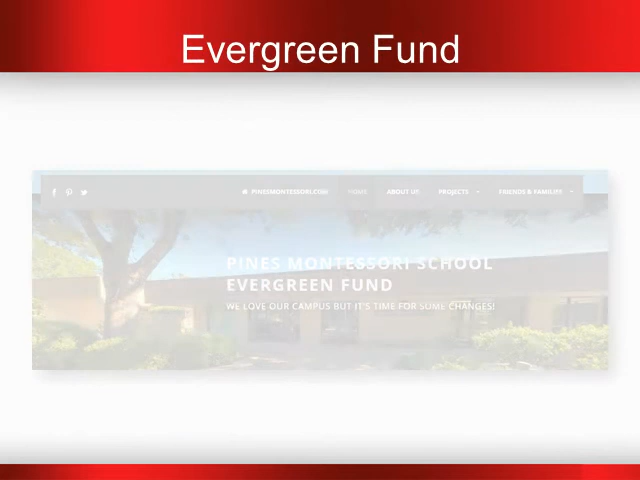 Evergreen Fund
PINESMONTESSORI.COM HOME ABOUT US PROJECTS FRIENDS & FAMILIES
PINES MONTESSORI SCHOOL
EVERGREEN FUND
WE LOVE OUR CAMPUS BUT IT'S TIME FOR SOME CHANGES!